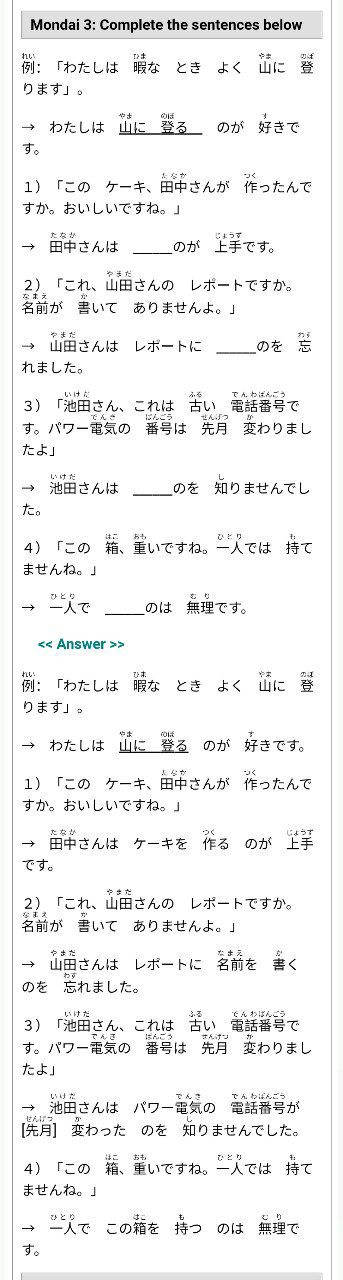 Mondai 3: Complete the sentences below
例：「わたしは　暇な　とき　よく　山に　登
ります」。
→　わたしは　山に　登る　のが　好きで
す。
１）「この　ケーキ、田中さんが　作ったんで
すか。おいしいですね。」
→　田中さんは　______のが　上手です。
２）「これ、山田さんの　レポートですか。
名前が　書いて　ありませんよ。」
→　山田さんは　レポートに　______のを　忘
れました。
３）「池田さん、これは　古い　電話番号で
す。パワー電気の　番号は　先月　変わりまし
たよ」
→　池田さんは　______のを　知りませんでし
た。
４）「この　箱、重いですね。一人では　持て
ませんね。」
→　一人で　______のは　無理です。
<< Answer >>
例：「わたしは　暇な　とき　よく　山に　登
ります」。
→　わたしは　山に　登る　のが　好きです。
１）「この　ケーキ、田中さんが　作ったんで
すか。おいしいですね。」
→　田中さんは　ケーキを　作る　のが　上手
です。
２）「これ、山田さんの　レポートですか。
名前が　書いて　ありませんよ。」
→　山田さんは　レポートに　名前を　書く
のを　忘れました。
３）「池田さん、これは　古い　電話番号で
す。パワー電気の　番号は　先月　変わりまし
たよ」
→　池田さんは　パワー電気の　電話番号が
[先月]　変わった　のを　知りませんでした。
４）「この　箱、重いですね。一人では　持て
ませんね。」
→　一人で　この箱を　持つ　のは　無理で
す。